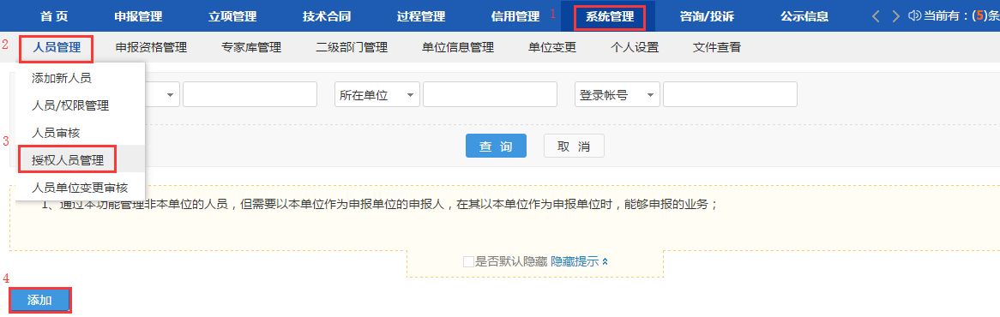 首 页 申报管理 立项管理 技术合同 过程管理 信用管理 1 系统管理 咨询/投诉 公示信息 当前有：(5)条
2 人员管理 申报资格管理 专家库管理 二级部门管理 单位信息管理 单位变更 个人设置 文件查看
添加新人员
所在单位 登录帐号
人员/权限管理
人员审核
3 查 询 取 消
授权人员管理
人员单位变更审核
1、通过本功能管理非本单位的人员，但需要以本单位作为申报单位的申报人，在其以本单位作为申报单位时，能够申报的业务；
是否默认隐藏 隐藏提示
4
添加